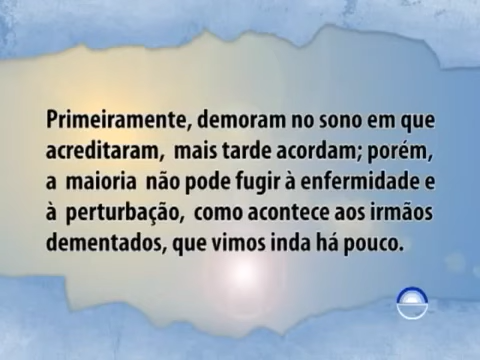 Primeiramente, demoram no sono em que
acreditaram, mais tarde acordam; porém,
a maioria não pode fugir à enfermidade e
à perturbação, como acontece aos irmãos
dementados, que vimos inda há pouco.